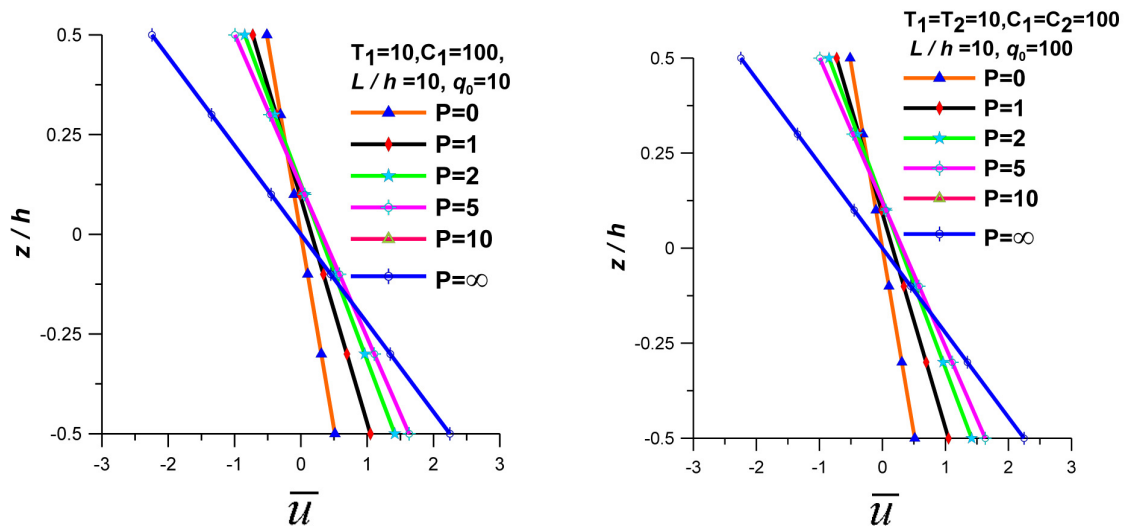 T₁=10,C₁=100,
L / h =10, q₀=10
P=0
P=1
P=2
P=5
P=10
P=∞
0.5
0.25
0
-0.25
-0.5
z / h
-3 -2 -1 0 1 2 3
u̅
T₁=T₂=10,C₁=C₂=100
L / h =10, q₀=100
P=0
P=1
P=2
P=5
P=10
P=∞
0.5
0.25
0
-0.25
-0.5
z / h
-3 -2 -1 0 1 2 3
u̅